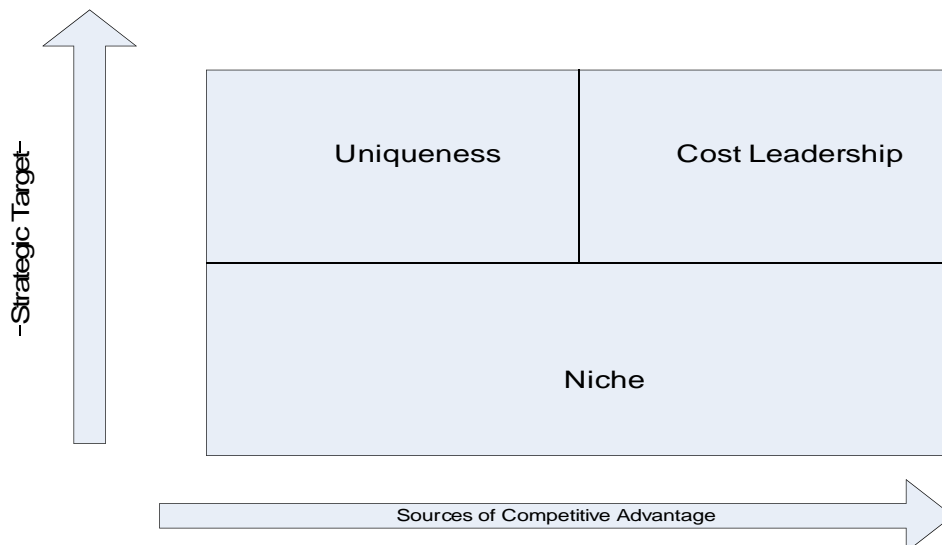 Uniqueness
Cost Leadership
-Strategic Target-
Niche
Sources of Competitive Advantage